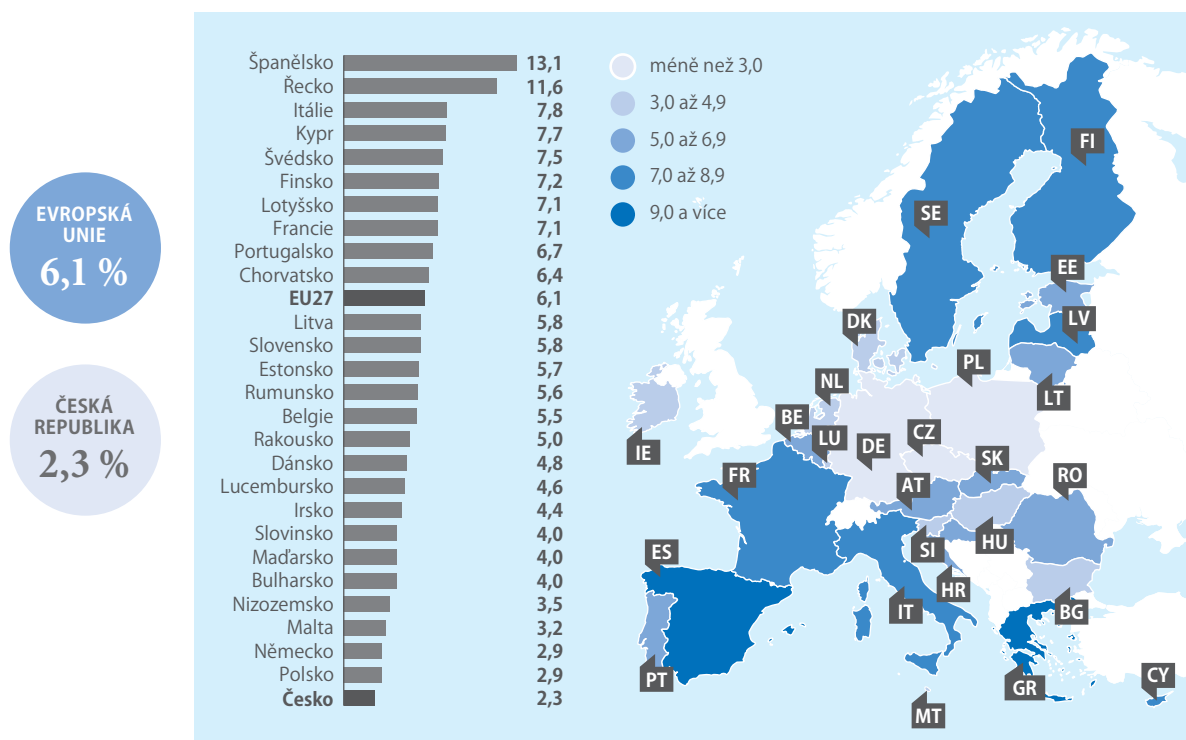 EVROPSKÁ
UNIE
6,1 %
ČESKÁ
REPUBLIKA
2,3 %
Španělsko 13,1
Řecko 11,6
Itálie 7,8
Kypr 7,7
Švédsko 7,5
Finsko 7,2
Lotyšsko 7,1
Francie 7,1
Portugalsko 6,7
Chorvatsko 6,4
EU27 6,1
Litva 5,8
Slovensko 5,8
Estonsko 5,7
Rumunsko 5,6
Belgie 5,5
Rakousko 5,0
Dánsko 4,8
Lucembursko 4,6
Irsko 4,4
Slovinsko 4,0
Maďarsko 4,0
Bulharsko 4,0
Nizozemsko 3,5
Malta 3,2
Německo 2,9
Polsko 2,9
Česko 2,3
méně než 3,0
3,0 až 4,9
5,0 až 6,9
7,0 až 8,9
9,0 a více
FI
SE
EE
LV
DK
PL
NL
LT
BE
LU
CZ
IE
DE
SK
FR
AT
RO
SI
HU
ES
HR
IT
BG
PT
GR
CY
MT